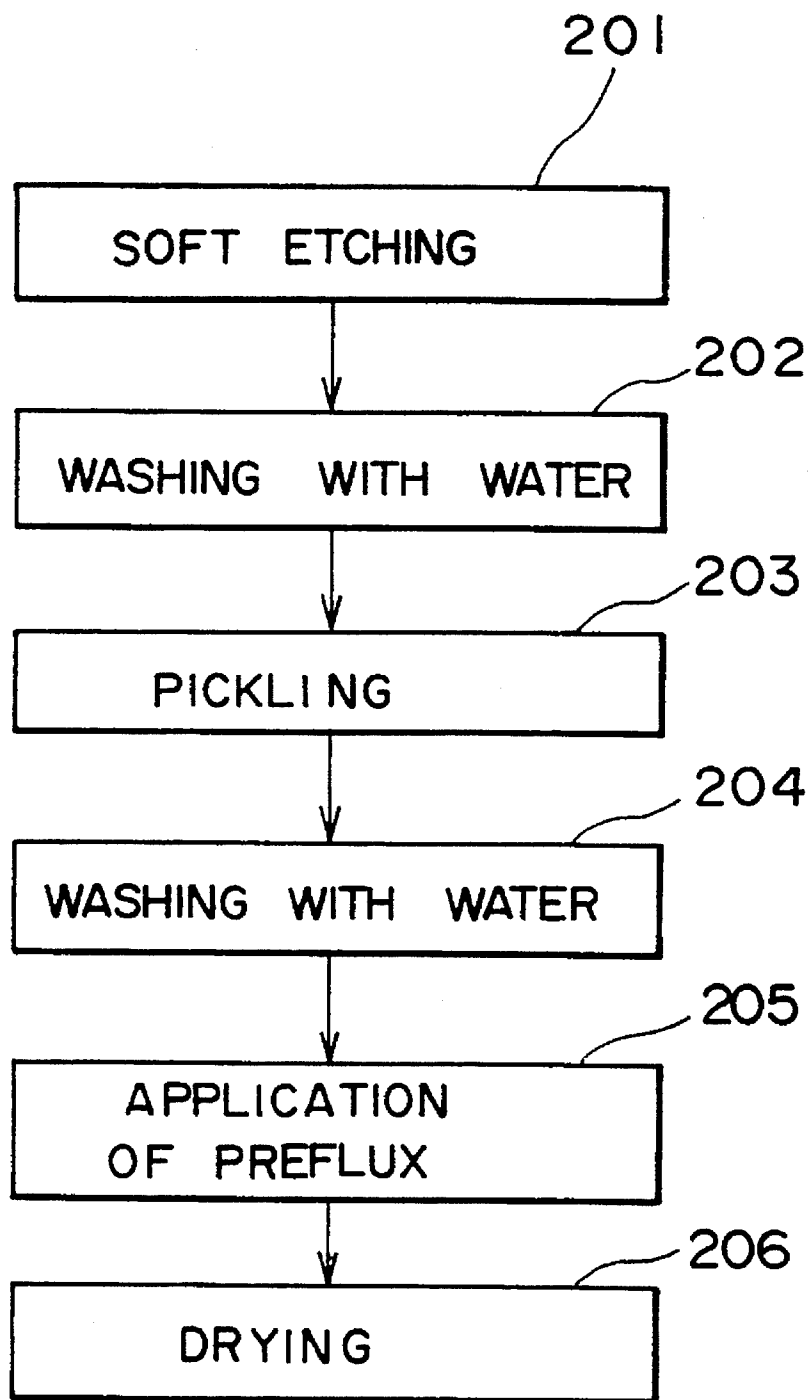 201
SOFT ETCHING
202
WASHING WITH WATER
203
PICKLING
204
WASHING WITH WATER
205
APPLICATION
OF PREFLUX
206
DRYING